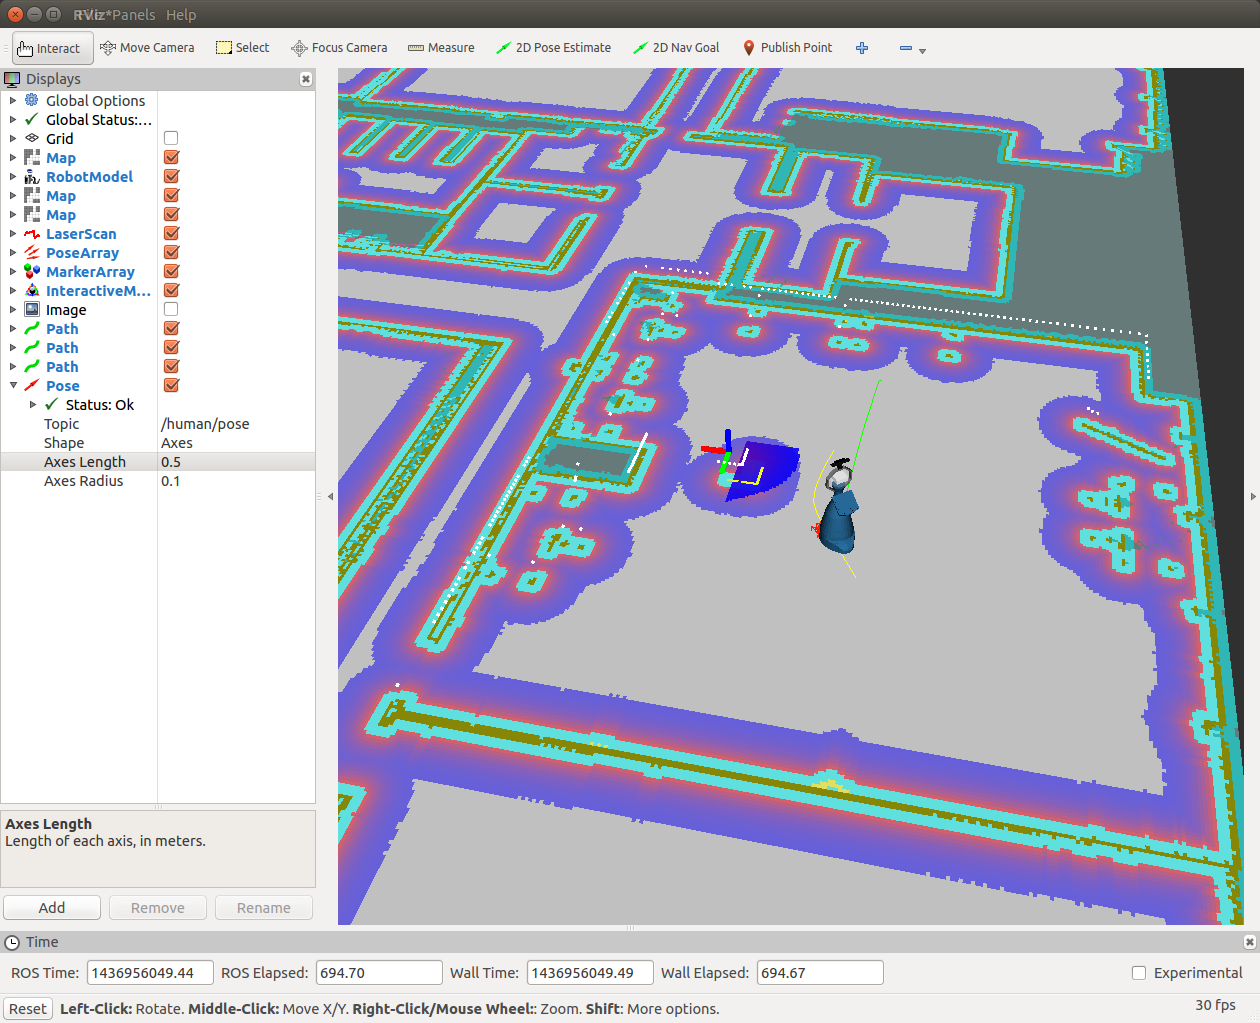 RViz* Panels Help
Interact Move Camera Select Focus Camera Measure 2D Pose Estimate 2D Nav Goal Publish Point
Displays
Global Options
Global Status:...
Grid
Map
RobotModel
Map
Map
LaserScan
PoseArray
MarkerArray
InteractiveM...
Image
Path
Path
Path
Pose
Status: Ok
Topic /human/pose
Shape Axes
Axes Length 0.5
Axes Radius 0.1
Axes Length
Length of each axis, in meters.
Add Remove Rename
Time
ROS Time: 1436956049.44 ROS Elapsed: 694.70 Wall Time: 1436956049.49 Wall Elapsed: 694.67 Experimental
Reset Left-Click: Rotate. Middle-Click: Move X/Y. Right-Click/Mouse Wheel:: Zoom. Shift: More options. 30 fps